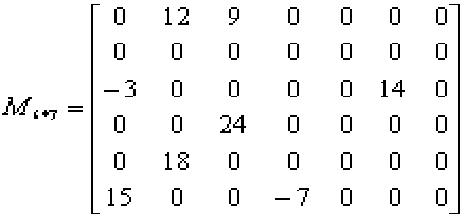 0 12 9 0 0 0 0
0 0 0 0 0 0 0
M₆*₇ = -3 0 0 0 0 14 0
0 0 24 0 0 0 0
0 18 0 0 0 0 0
15 0 0 -7 0 0 0